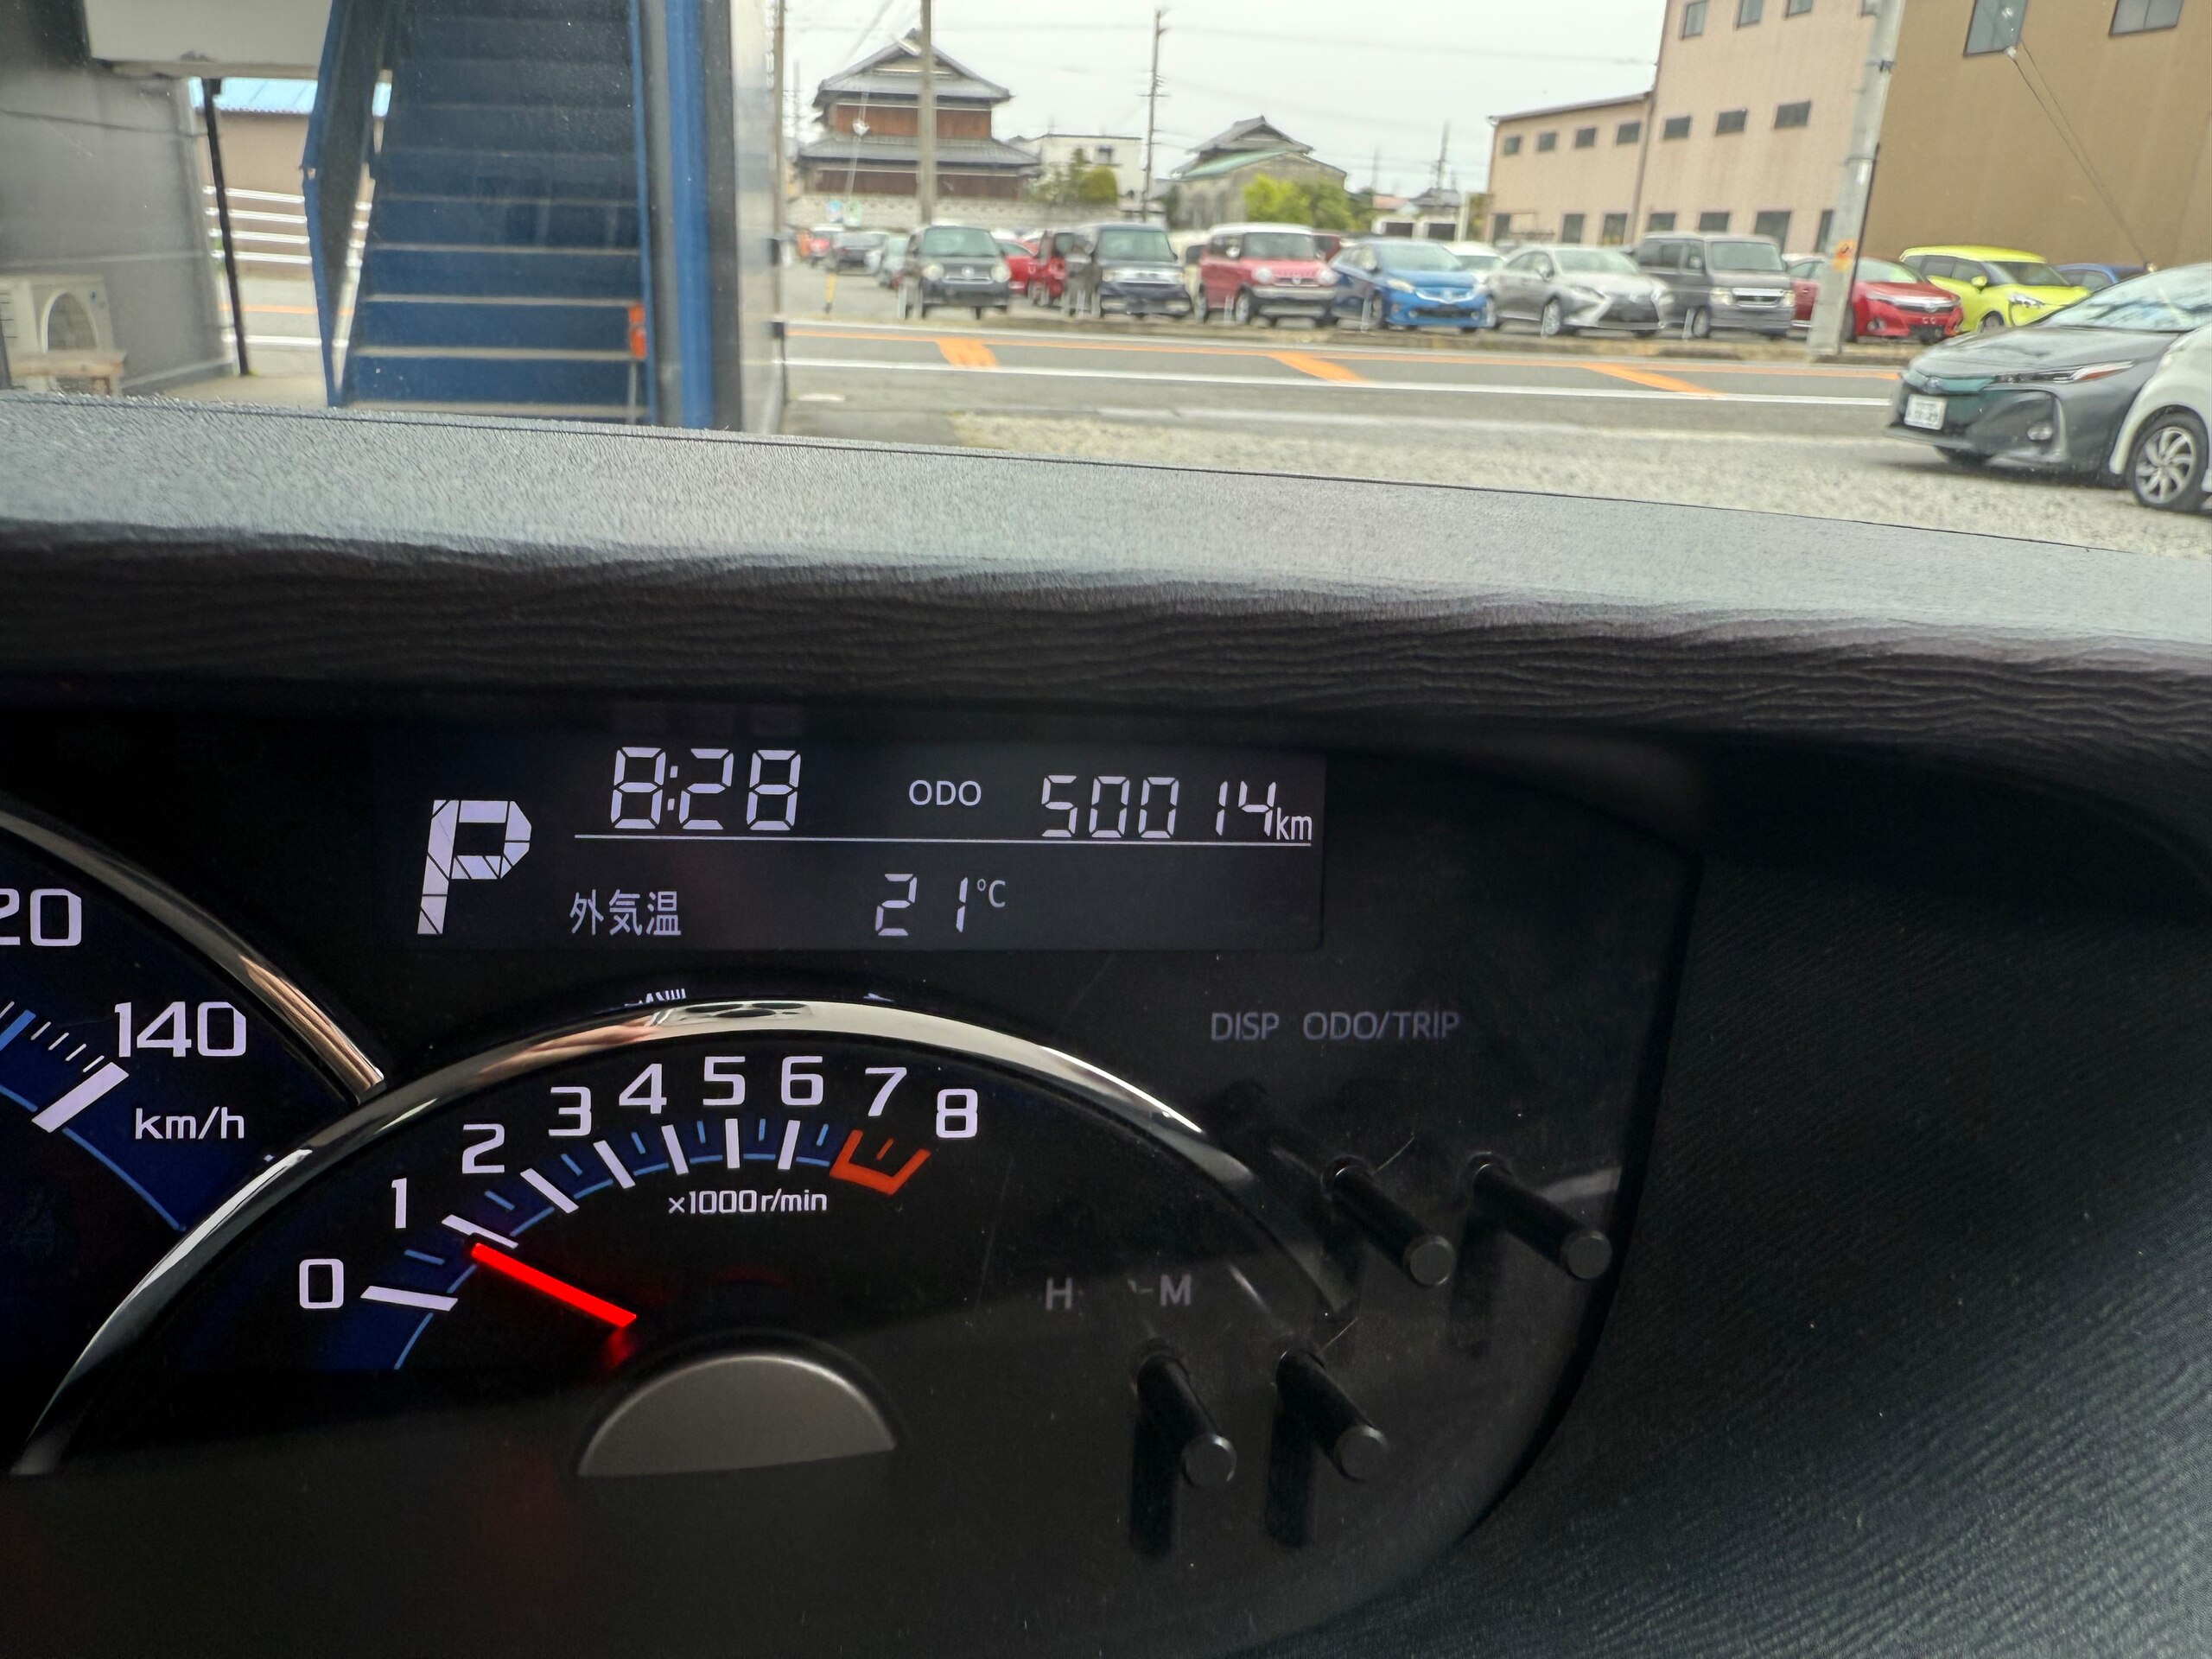 8:28 ODO 50014km
P
外気温 21°C
20
140
km/h
DISP ODO/TRIP
0 1 2 3 4 5 6 7 8
×1000r/min
H M